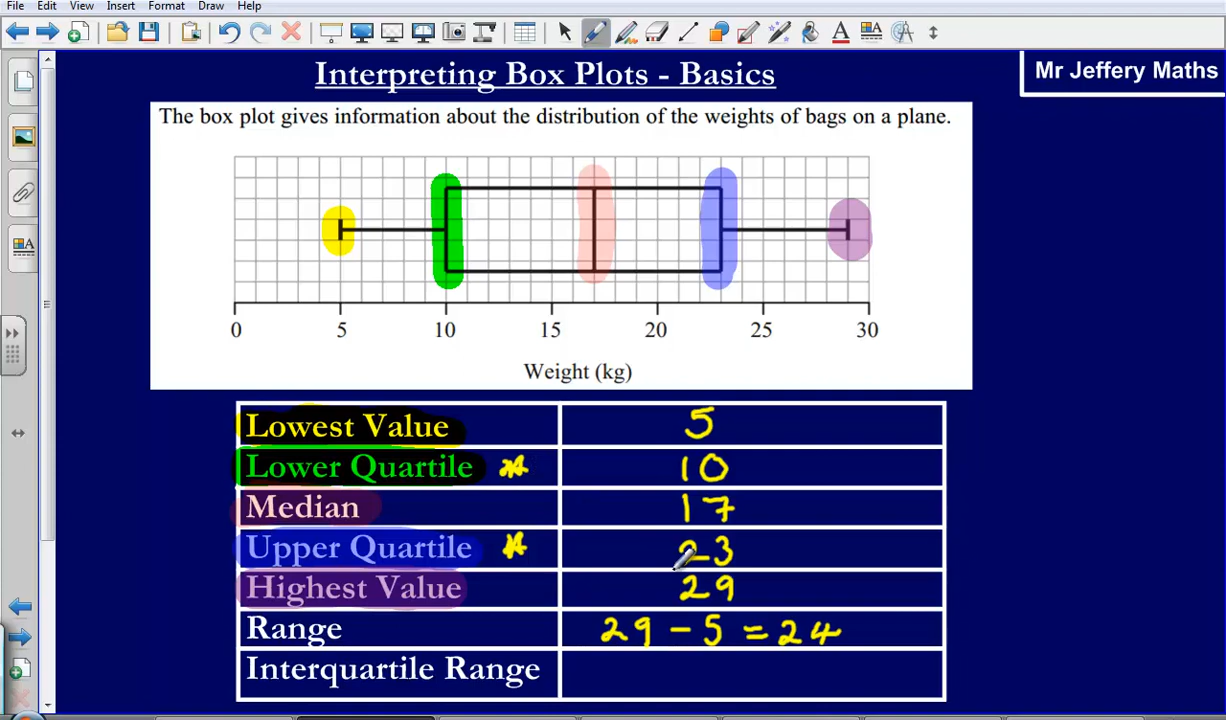 File Edit View Insert Format Draw Help
Interpreting Box Plots - Basics
Mr Jeffery Maths
The box plot gives information about the distribution of the weights of bags on a plane.
0 5 10 15 20 25 30
Weight (kg)
Lowest Value 5
Lower Quartile * 10
Median 17
Upper Quartile * 23
Highest Value 29
Range 29 - 5 = 24
Interquartile Range